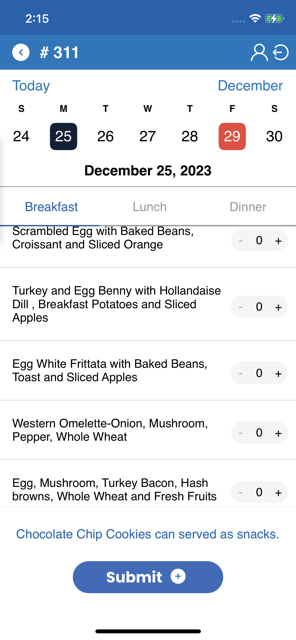 2:15
# 311
Today December
S M T W T F S
24 25 26 27 28 29 30
December 25, 2023
Breakfast Lunch Dinner
Scrambled Egg with Baked Beans,
Croissant and Sliced Orange
- 0 +
Turkey and Egg Benny with Hollandaise
Dill , Breakfast Potatoes and Sliced
Apples
- 0 +
Egg White Frittata with Baked Beans,
Toast and Sliced Apples
- 0 +
Western Omelette-Onion, Mushroom,
Pepper, Whole Wheat
- 0 +
Egg, Mushroom, Turkey Bacon, Hash
browns, Whole Wheat and Fresh Fruits
- 0 +
Chocolate Chip Cookies can served as snacks.
Submit +